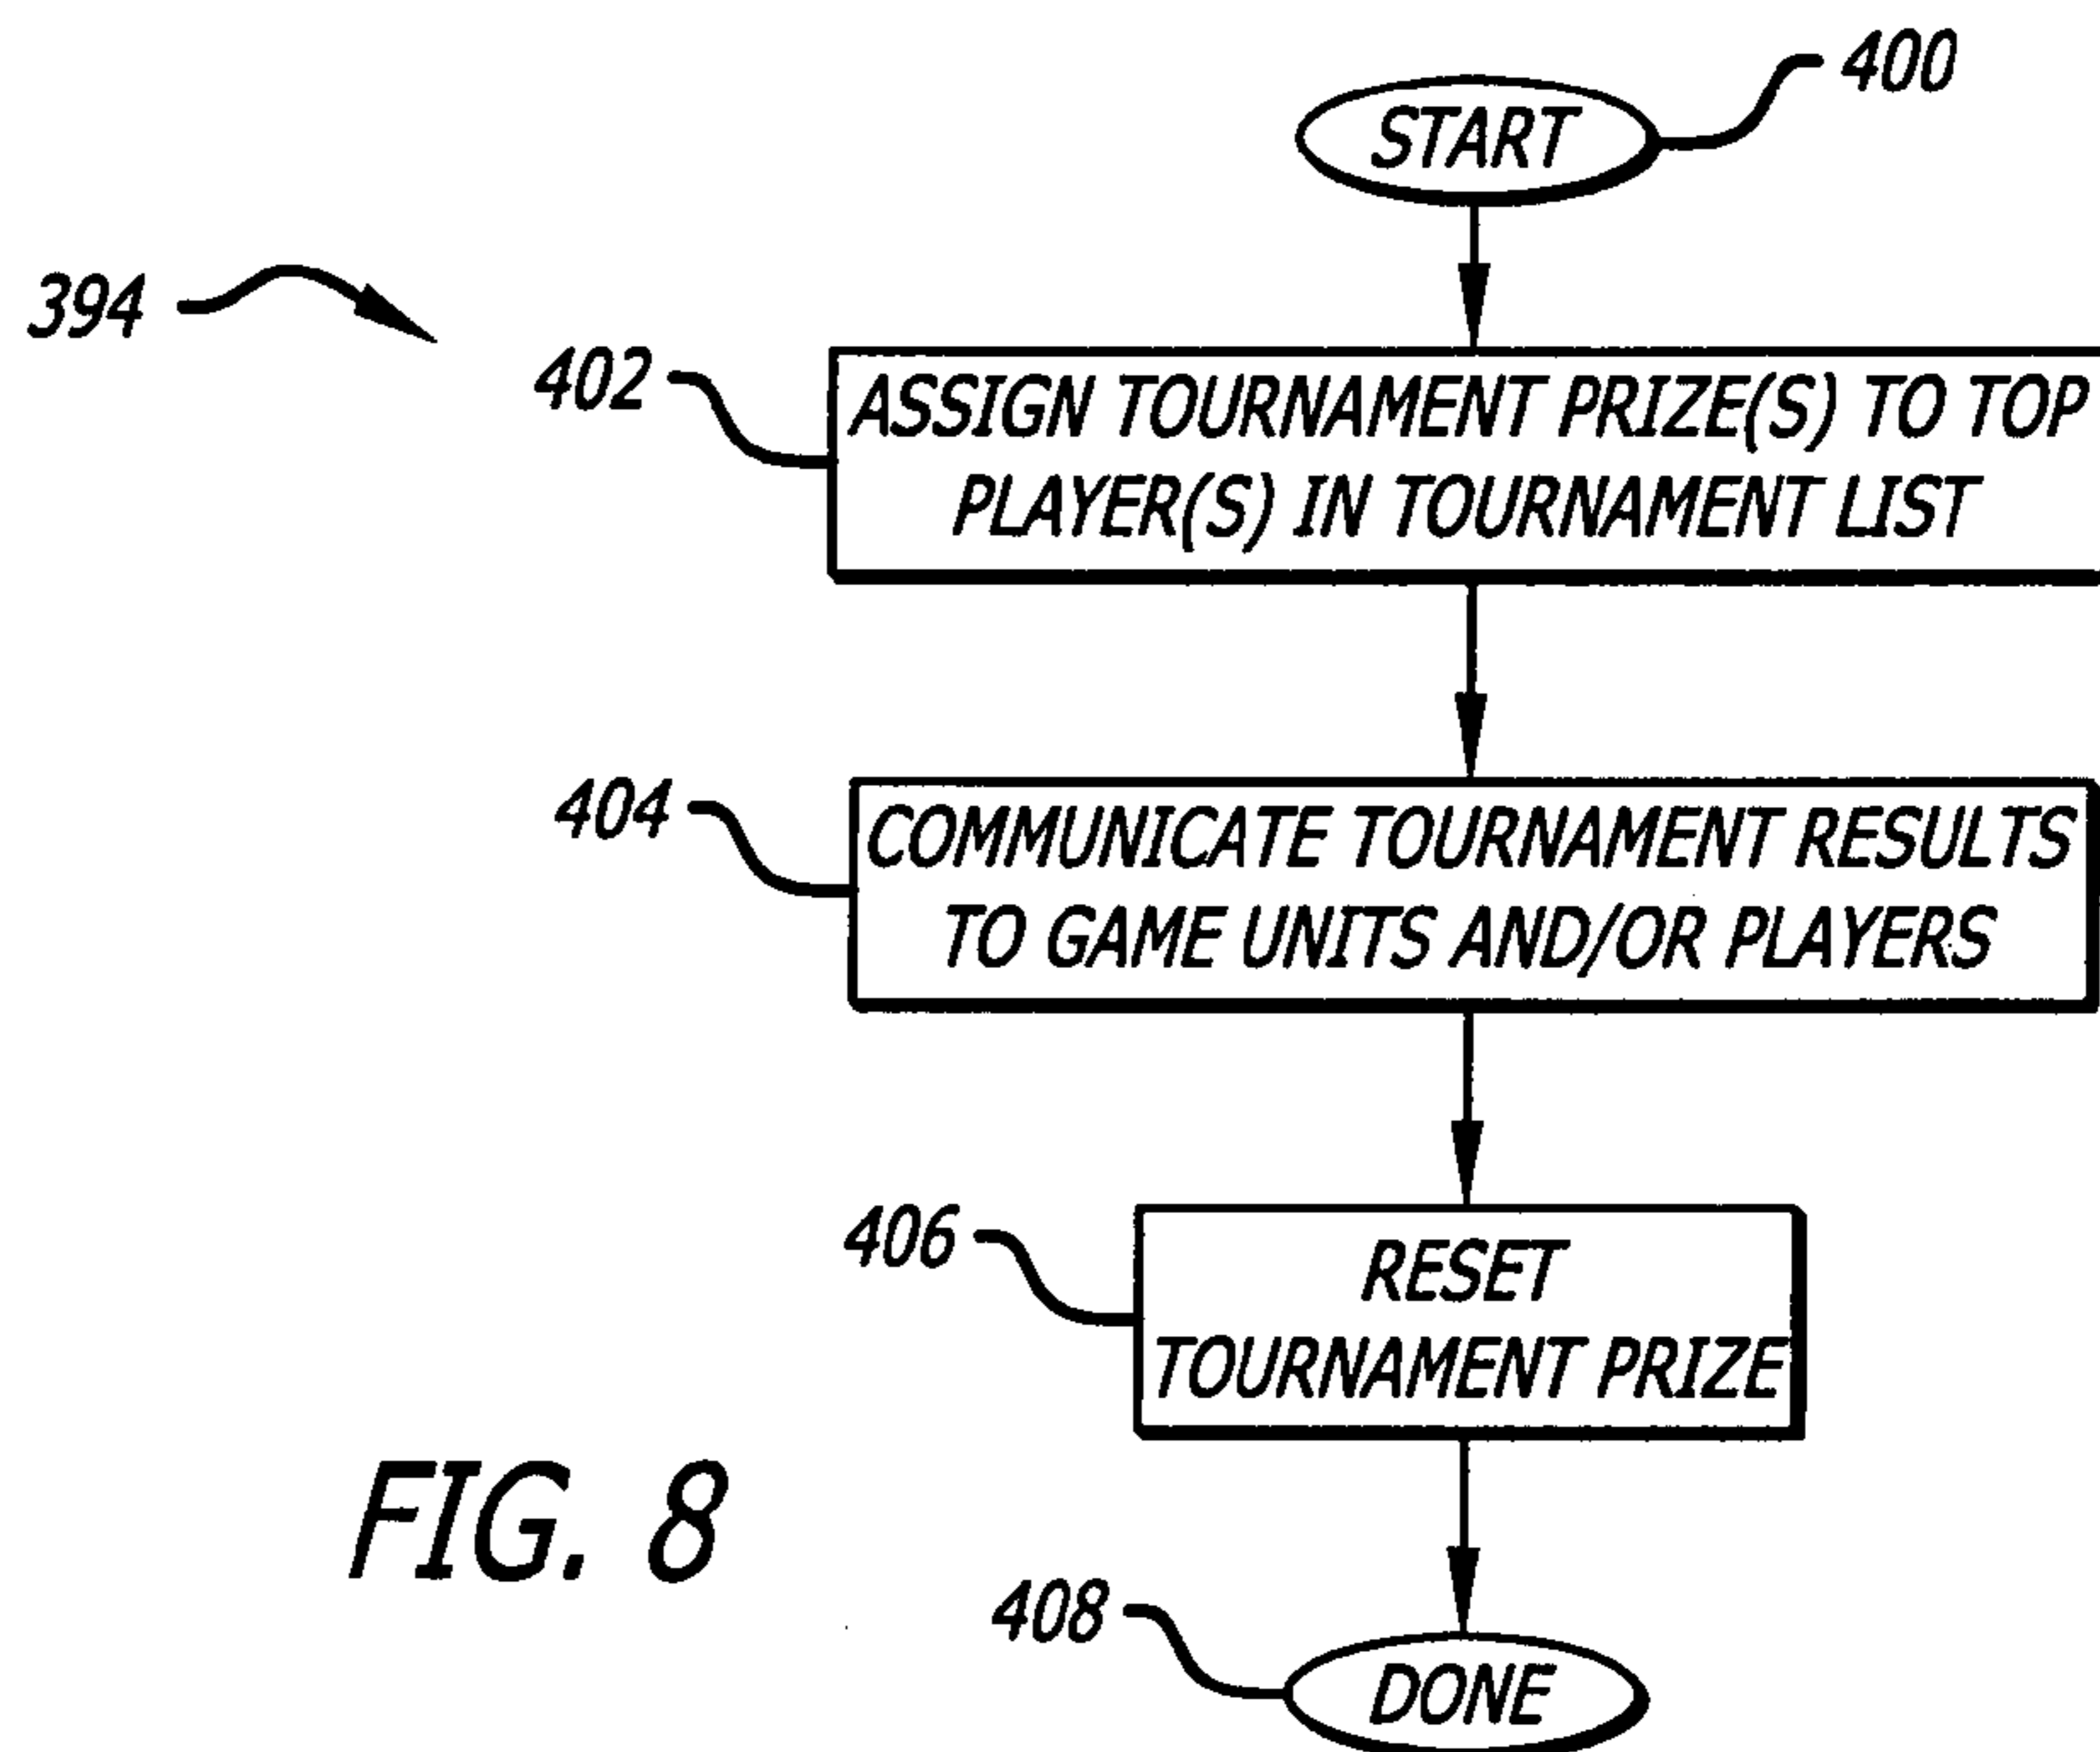 400
START
394
402
ASSIGN TOURNAMENT PRIZE(S) TO TOP
PLAYER(S) IN TOURNAMENT LIST
404
COMMUNICATE TOURNAMENT RESULTS
TO GAME UNITS AND/OR PLAYERS
406
RESET
TOURNAMENT PRIZE
FIG. 8
408
DONE